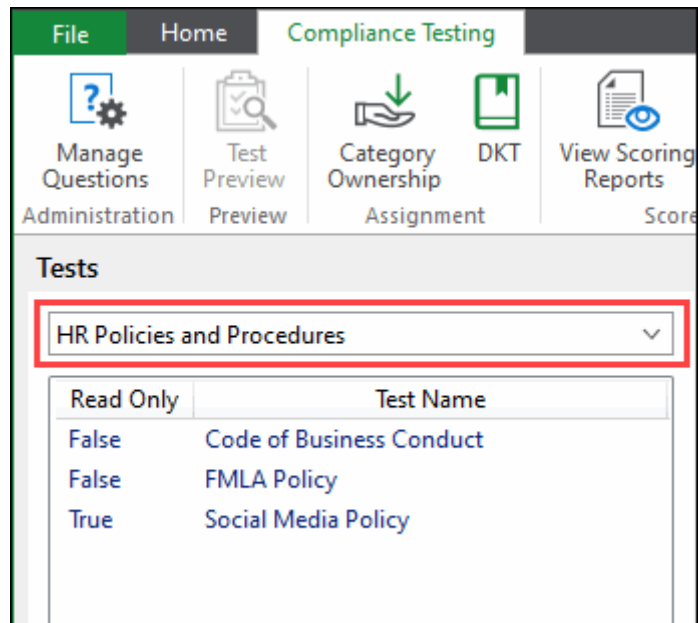 File Home Compliance Testing
Manage Questions
Test Preview
Category Ownership
DKT
View Scoring Reports
Administration Preview Assignment Score
Tests
HR Policies and Procedures
Read Only Test Name
False Code of Business Conduct
False FMLA Policy
True Social Media Policy